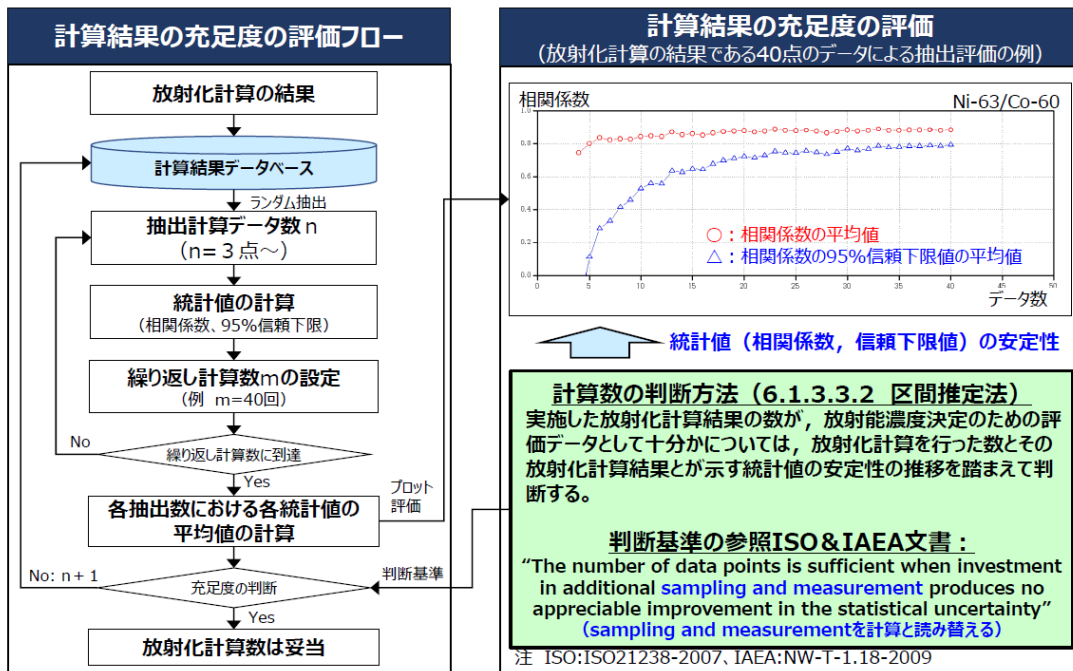 計算結果の充足度の評価フロー
放射化計算の結果
計算結果データベース
ランダム抽出
抽出計算データ数 n
(n= 3 点～)
統計値の計算
(相関係数、95%信頼下限)
繰り返し計算数mの設定
(例 m=40回)
No
繰り返し計算数に到達
Yes
各抽出数における各統計値の
平均値の計算
プロット
評価
No: n + 1
充足度の判断
判断基準
Yes
放射化計算数は妥当
計算結果の充足度の評価
(放射化計算の結果である40点のデータによる抽出評価の例)
相関係数
Ni-63/Co-60
1.0
0.8
0.6
0.4
0.2
0.0
○：相関係数の平均値
△：相関係数の95%信頼下限値の平均値
0 5 10 15 20 25 30 35 40 45 50
データ数
統計値（相関係数，信頼下限値）の安定性
計算数の判断方法（6.1.3.3.2 区間推定法）
実施した放射化計算結果の数が，放射能濃度決定のための評
価データとして十分かについては，放射化計算を行った数とその
放射化計算結果とが示す統計値の安定性の推移を踏まえて判
断する。
判断基準の参照ISO＆IAEA文書：
“The number of data points is sufficient when investment
in additional sampling and measurement produces no
appreciable improvement in the statistical uncertainty”
（sampling and measurementを計算と読み替える）
注 ISO:ISO21238-2007、IAEA:NW-T-1.18-2009